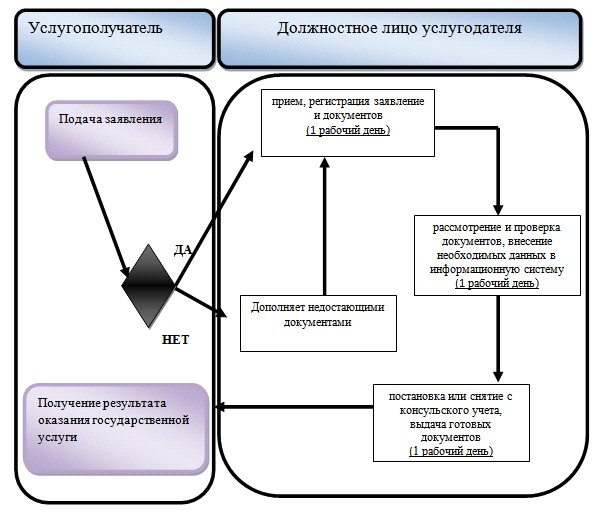 Услугополучатель
Должностное лицо услугодателя
Подача заявления
прием, регистрация заявление
и документов
(1 рабочий день)
ДА
рассмотрение и проверка
документов, внесение
необходимых данных в
информационную систему
(1 рабочий день)
Дополняет недостающими
документами
НЕТ
Получение результата
оказания государственной
услуги
постановка или снятие с
консульского учета,
выдача готовых
документов
(1 рабочий день)